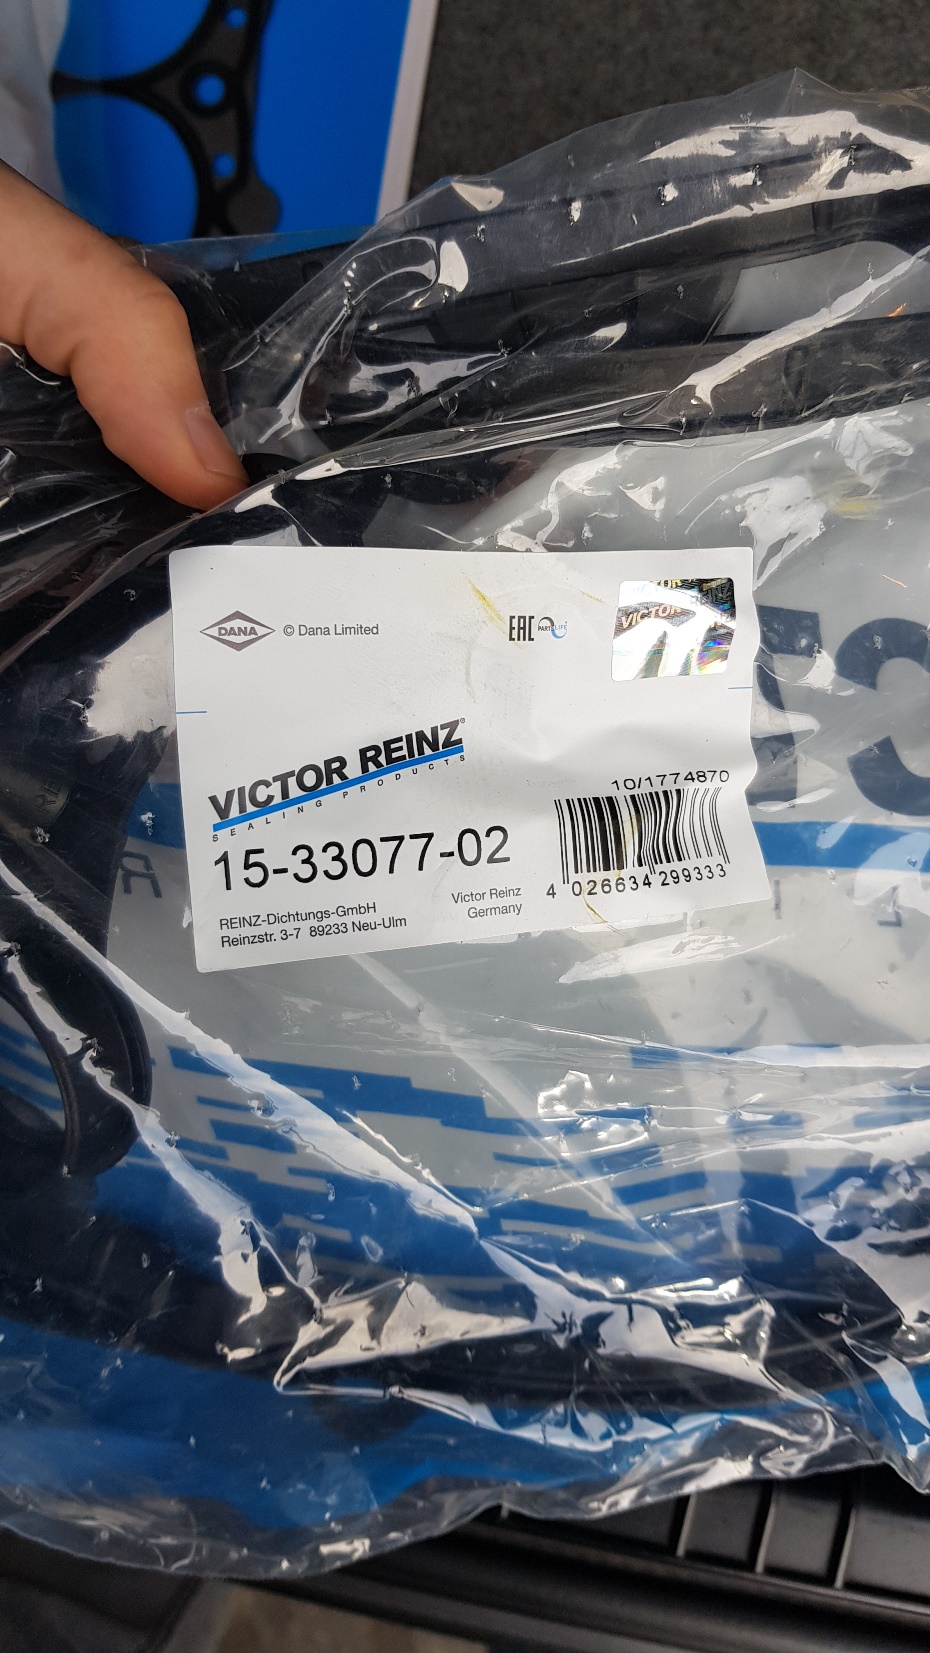 DANA
© Dana Limited
EAC
PARTSLIFE
VICTOR
VICTOR REINZ®
SEALING PRODUCTS
10/1774870
15-33077-02
4 026634 299333
REINZ-Dichtungs-GmbH
Reinzstr. 3-7 89233 Neu-Ulm
Victor Reinz
Germany